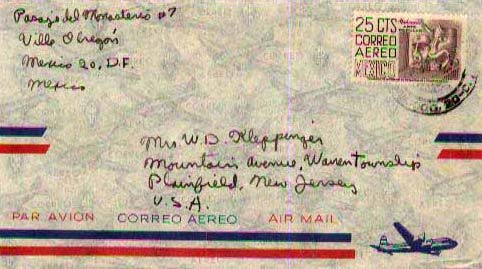 Pasaje del Monasterio #7
Villa Obregón
Mexico 20, D.F.
Mexico
25 CTS
CORREO
AEREO
MEXICO
Mrs W. D. Kleppinger
Mountain Avenue, Warren Township
Plainfield, New Jersey
U.S.A.
PAR AVION CORREO AEREO AIR MAIL